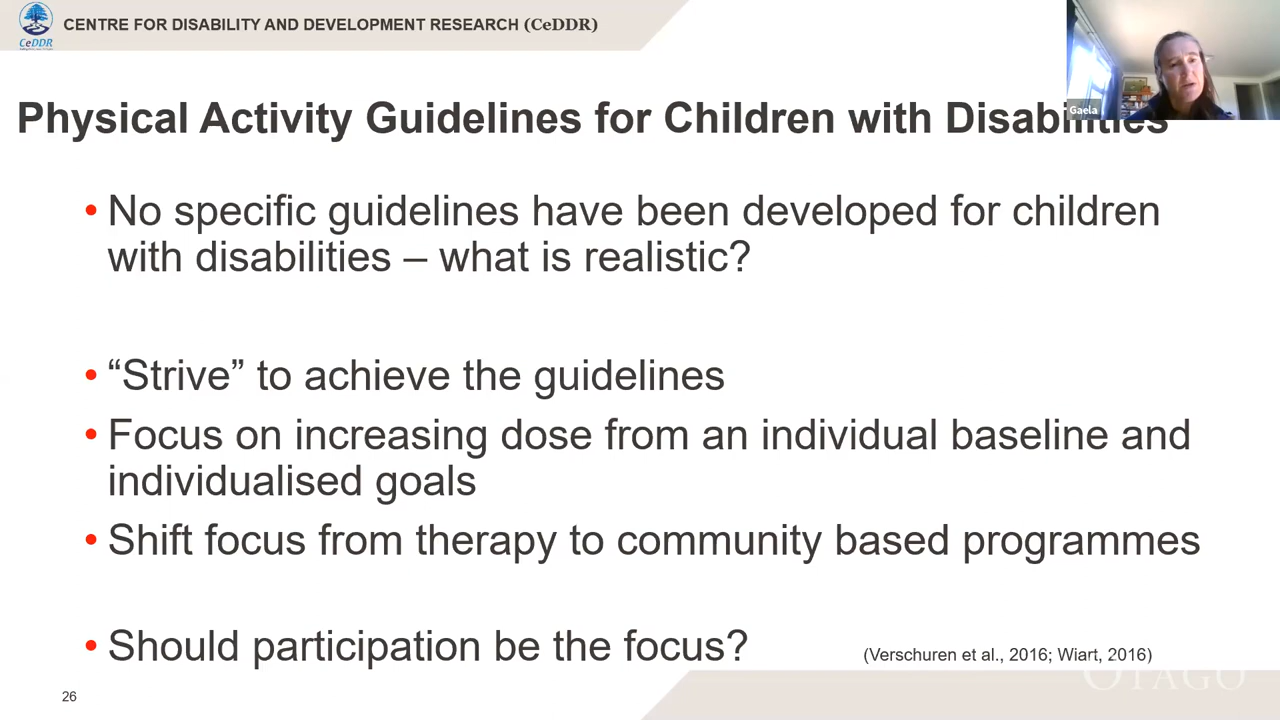 CeDDR
CENTRE FOR DISABILITY AND DEVELOPMENT RESEARCH (CeDDR)
Gaela
Physical Activity Guidelines for Children with Disabilities
• No specific guidelines have been developed for children
with disabilities – what is realistic?
• “Strive” to achieve the guidelines
• Focus on increasing dose from an individual baseline and
individualised goals
• Shift focus from therapy to community based programmes
• Should participation be the focus?
(Verschuren et al., 2016; Wiart, 2016)
OTAGO
26